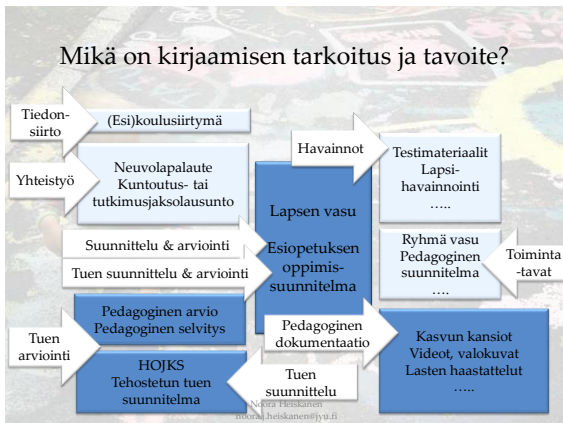 Mikä on kirjaamisen tarkoitus ja tavoite?
Tiedon-
siirto
(Esi)koulusiirtymä
Yhteistyö
Neuvolapalaute
Kuntoutus- tai
tutkimusjaksolausunto
Suunnittelu & arviointi
Tuen suunnittelu & arviointi
Lapsen vasu
Esiopetuksen
oppimis-
suunnitelma
Havainnot
Testimateriaalit
Lapsi-
havainnointi
…..
Ryhmä vasu
Pedagoginen
suunnitelma
….
Toiminta
-tavat
Tuen
arviointi
Pedagoginen arvio
Pedagoginen selvitys
HOJKS
Tehostetun tuen
suunnitelma
Pedagoginen
dokumentaatio
Tuen
suunnittelu
Kasvun kansiot
Videot, valokuvat
Lasten haastattelut
…..
Noora Heiskanen
noora.j.heiskanen@jyu.fi